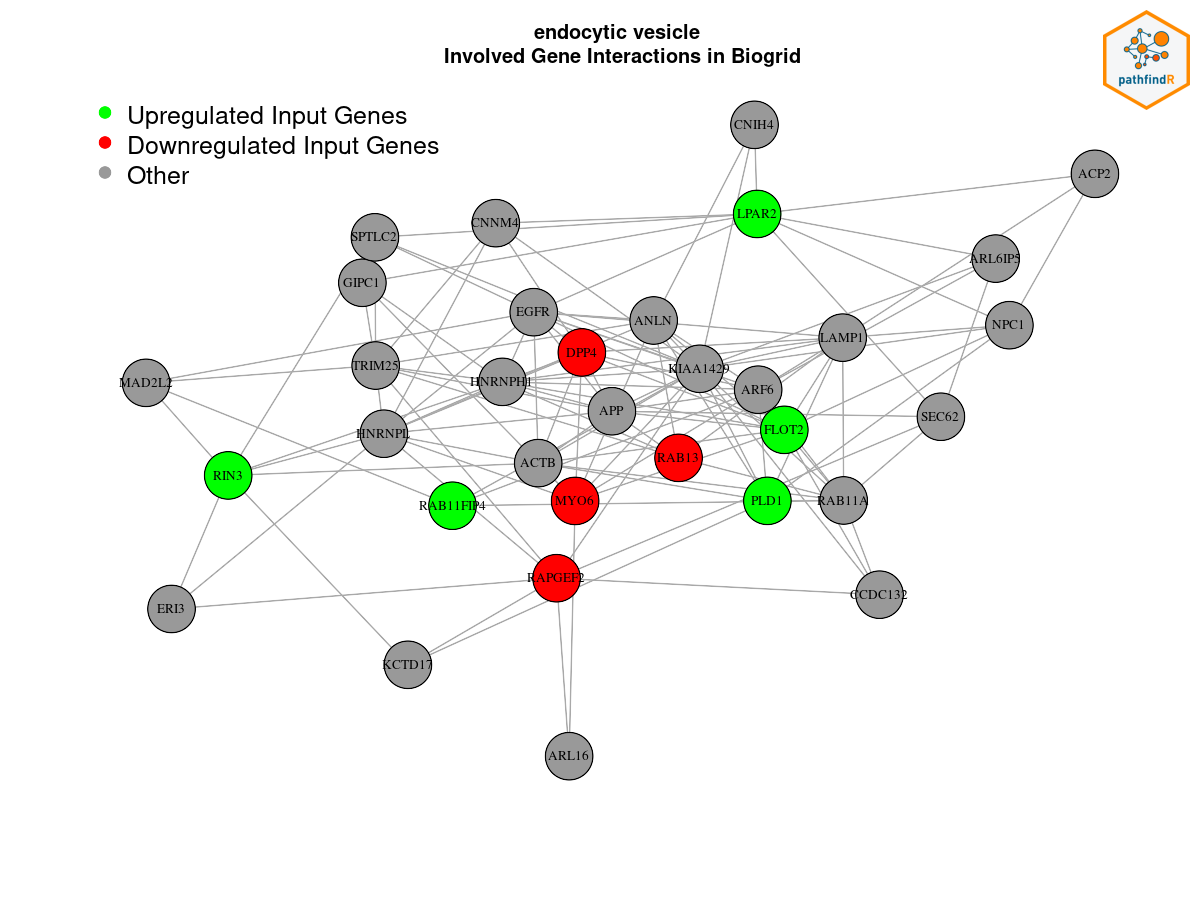 endocytic vesicle
Involved Gene Interactions in Biogrid
pathfindR
Upregulated Input Genes
Downregulated Input Genes
Other
CNIH4
ACP2
LPAR2
CNNM4
SPTLC2
ARL6IP5
GIPC1
EGFR
ANLN
NPC1
LAMP1
DPP4
TRIM25
KIAA1429
MAD2L2
HNRNPH1
ARF6
APP
SEC62
FLOT2
HNRNPL
RAB13
ACTB
RIN3
RAB11FIP4
MYO6
PLD1
RAB11A
RAPGEF2
CCDC132
ERI3
KCTD17
ARL16